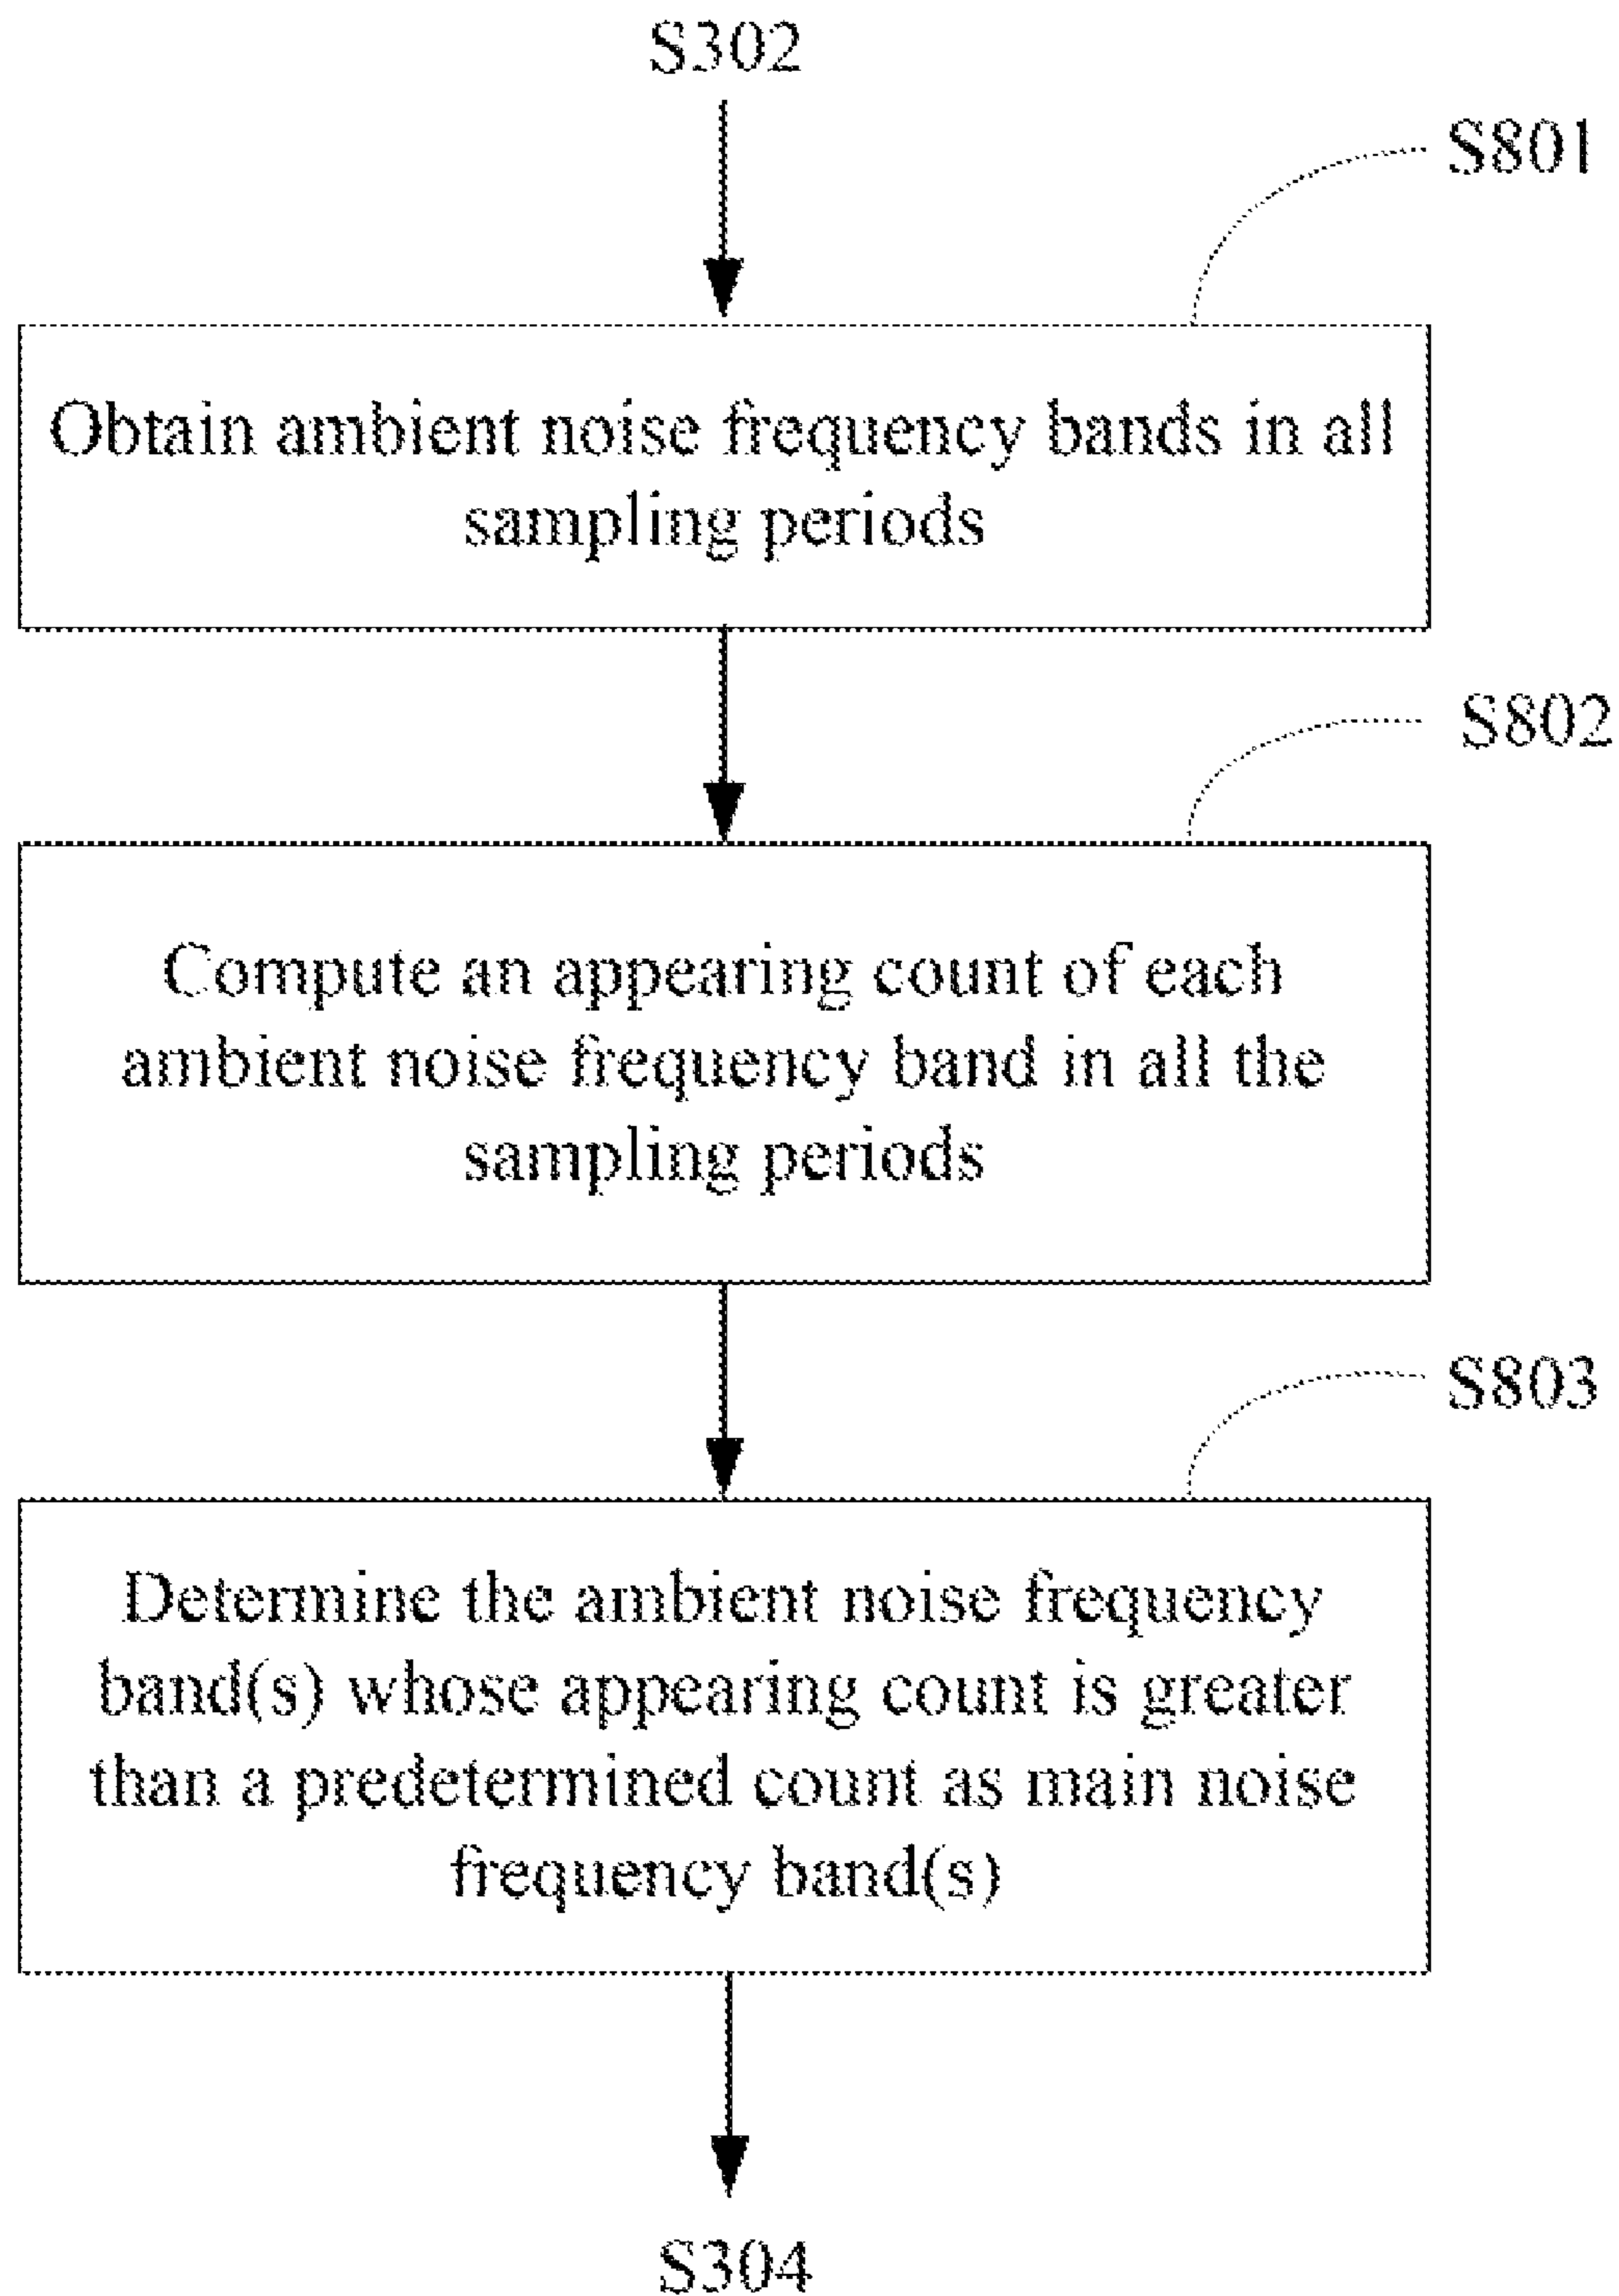 S302
S801
Obtain ambient noise frequency bands in all
sampling periods
S802
Compute an appearing count of each
ambient noise frequency band in all the
sampling periods
S803
Determine the ambient noise frequency
band(s) whose appearing count is greater
than a predetermined count as main noise
frequency band(s)
S304